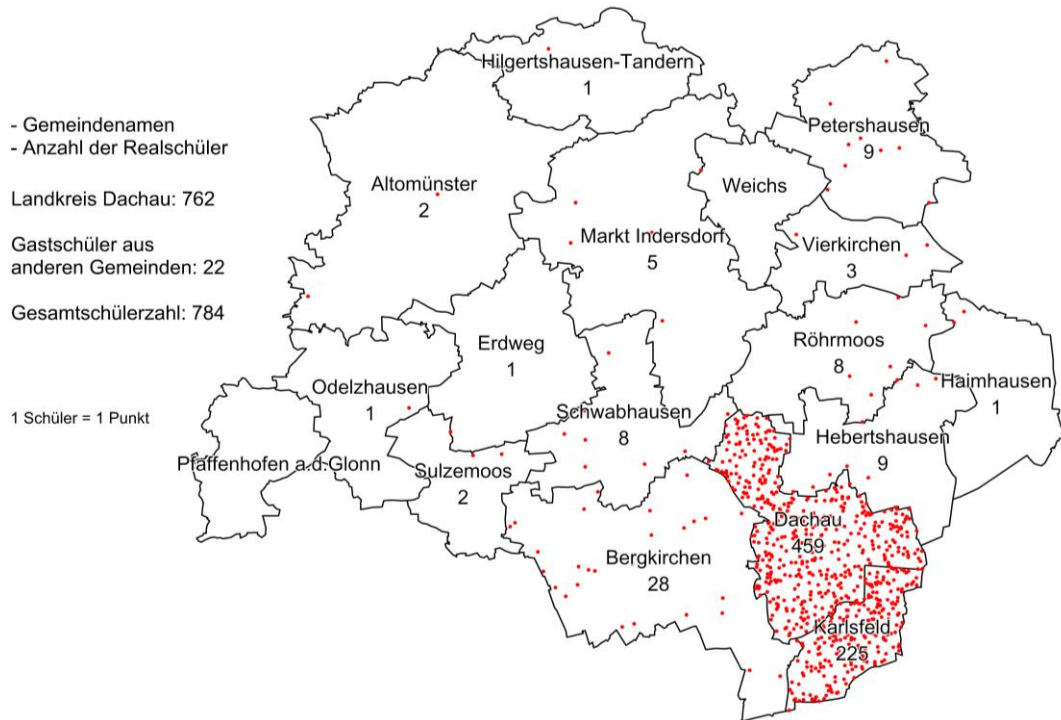 - Gemeindenamen
- Anzahl der Realschüler
Landkreis Dachau: 762
Gastschüler aus
anderen Gemeinden: 22
Gesamtschülerzahl: 784
1 Schüler = 1 Punkt
Hilgertshausen-Tandern
1
Petershausen
9
Altomünster
2
Weichs
Markt Indersdorf
5
Vierkirchen
3
Erdweg
1
Röhrmoos
8
Haimhausen
1
Odelzhausen
1
Schwabhausen
8
Hebertshausen
9
Pfaffenhofen a.d.Glonn
Sulzemoos
2
Dachau
459
Bergkirchen
28
Karlsfeld
225